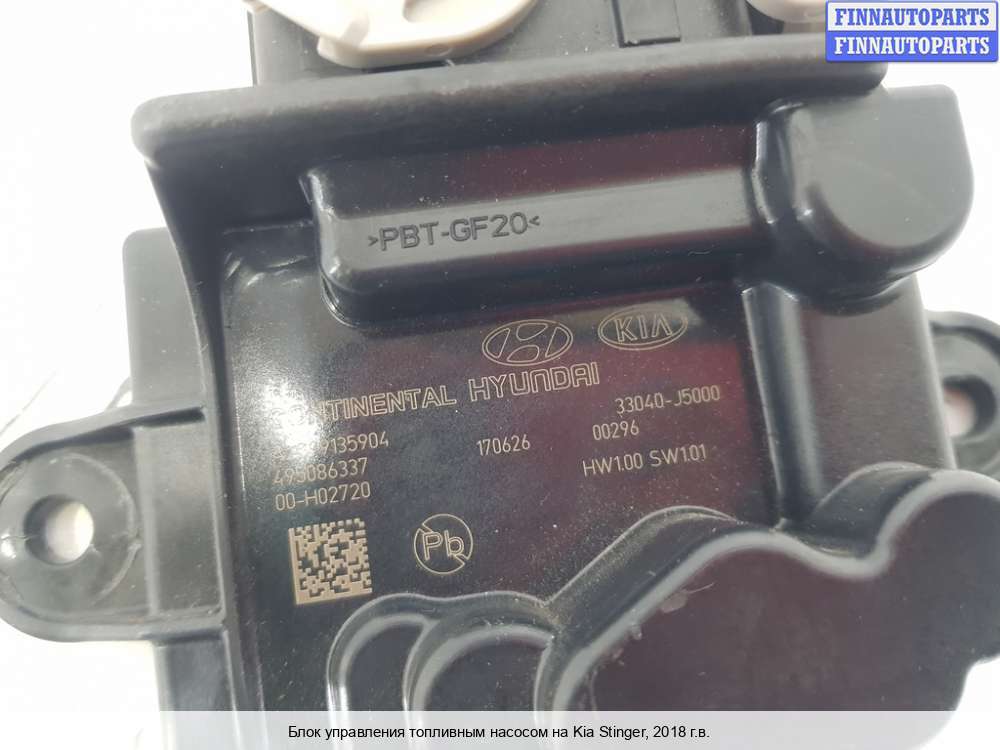 FINNAUTOPARTS
FINNAUTOPARTS
>PBT-GF20<
KIA
HYUNDAI
33040-J5000
170626
00296
495086337
HW1.00 SW1.01
00-H02720
Pb
Блок управления топливным насосом на Kia Stinger, 2018 г.в.